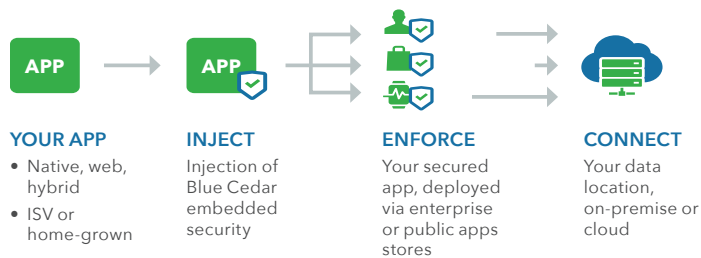 APP
APP
YOUR APP
• Native, web,
hybrid
• ISV or
home-grown
INJECT
Injection of
Blue Cedar
embedded
security
ENFORCE
Your secured
app, deployed
via enterprise
or public apps
stores
CONNECT
Your data
location,
on-premise or
cloud